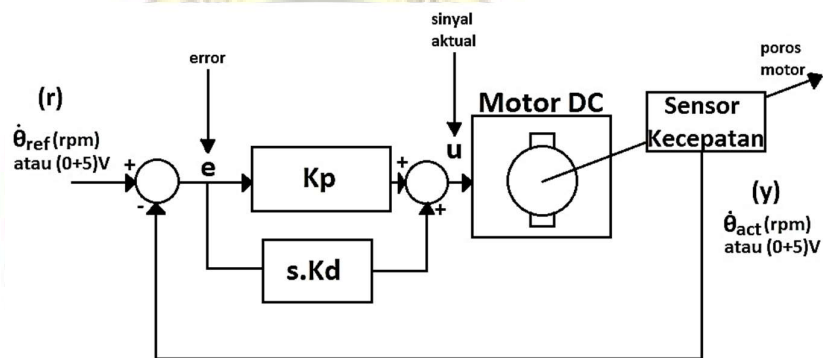 sinyal
aktual
error
poros
motor
(r)
θ̇ref (rpm)
atau (0+5)V
+
-
e
Kp
s.Kd
+
+
u
Motor DC
Sensor
Kecepatan
(y)
θ̇act (rpm)
atau (0+5)V